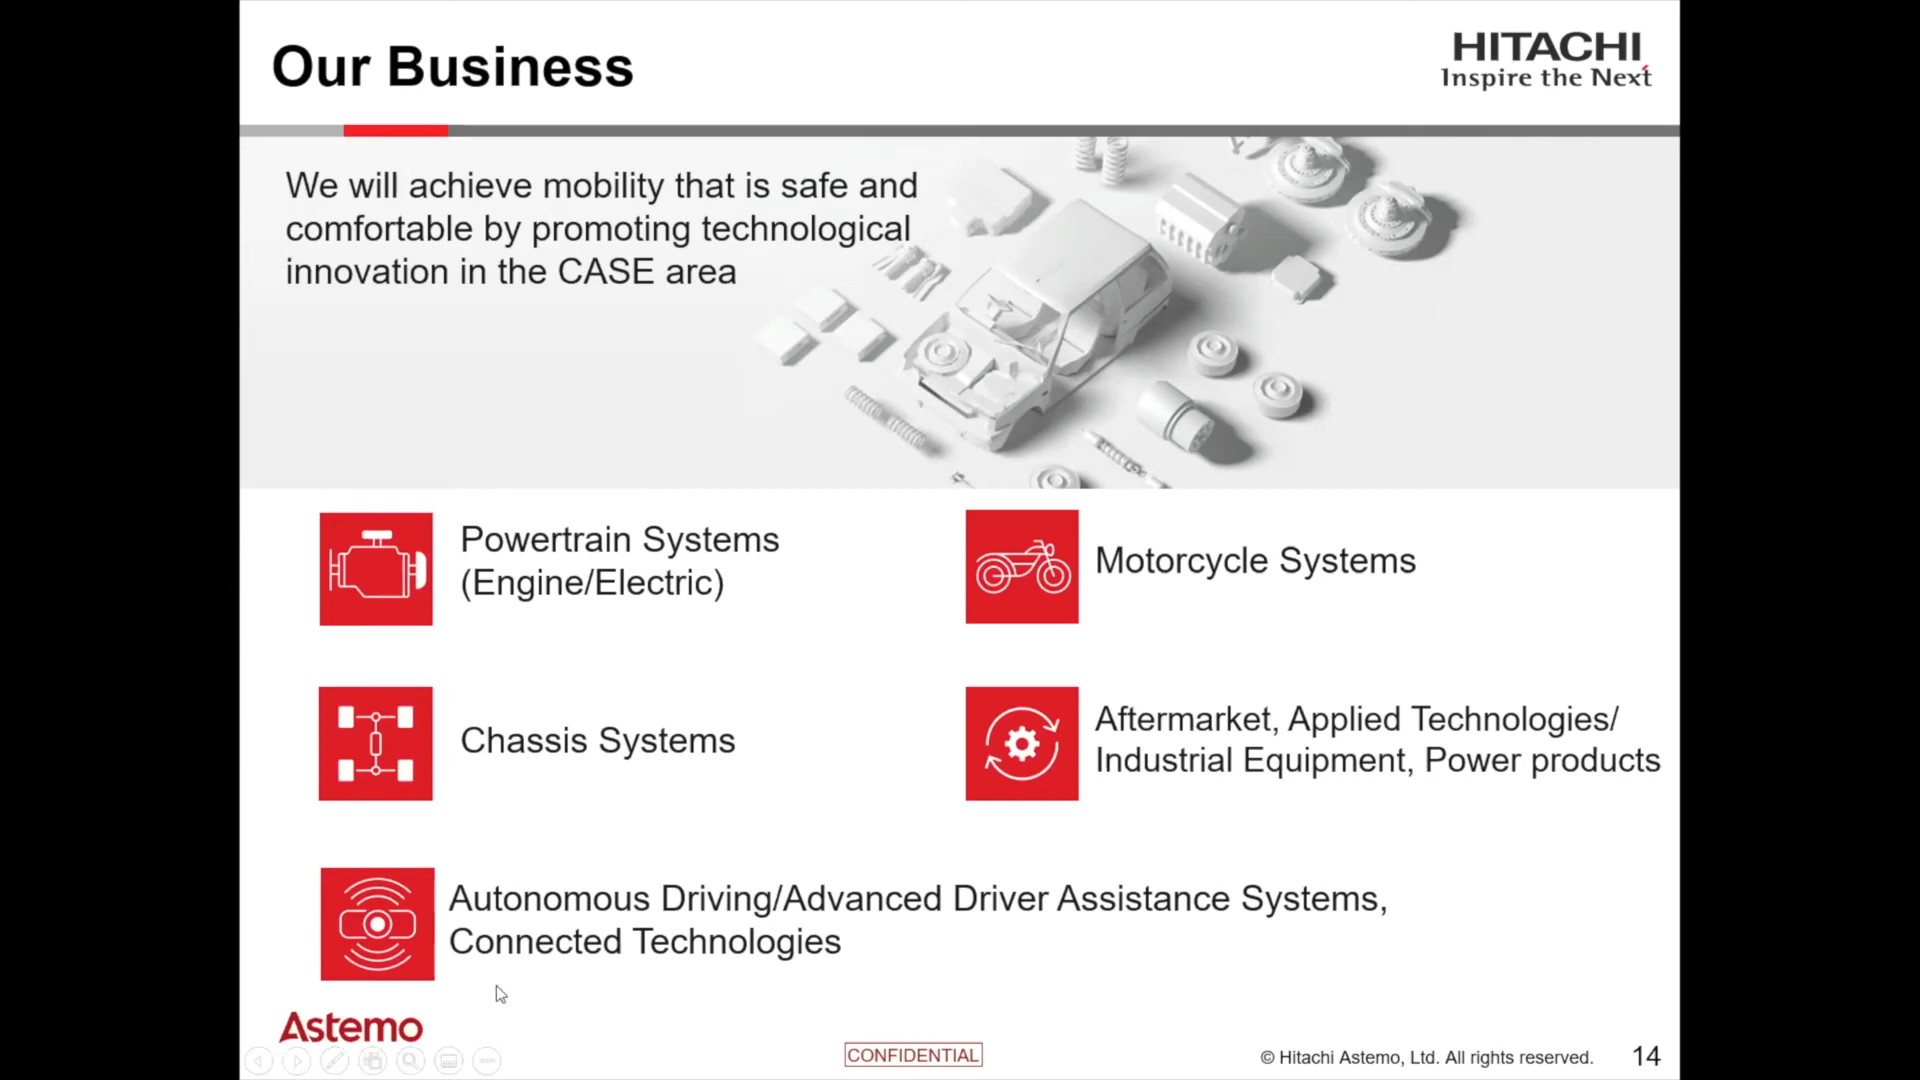 Our Business
HITACHI
Inspire the Next
We will achieve mobility that is safe and
comfortable by promoting technological
innovation in the CASE area
Powertrain Systems
(Engine/Electric)
Motorcycle Systems
Chassis Systems
Aftermarket, Applied Technologies/
Industrial Equipment, Power products
Autonomous Driving/Advanced Driver Assistance Systems,
Connected Technologies
Astemo
CONFIDENTIAL
© Hitachi Astemo, Ltd. All rights reserved.
14